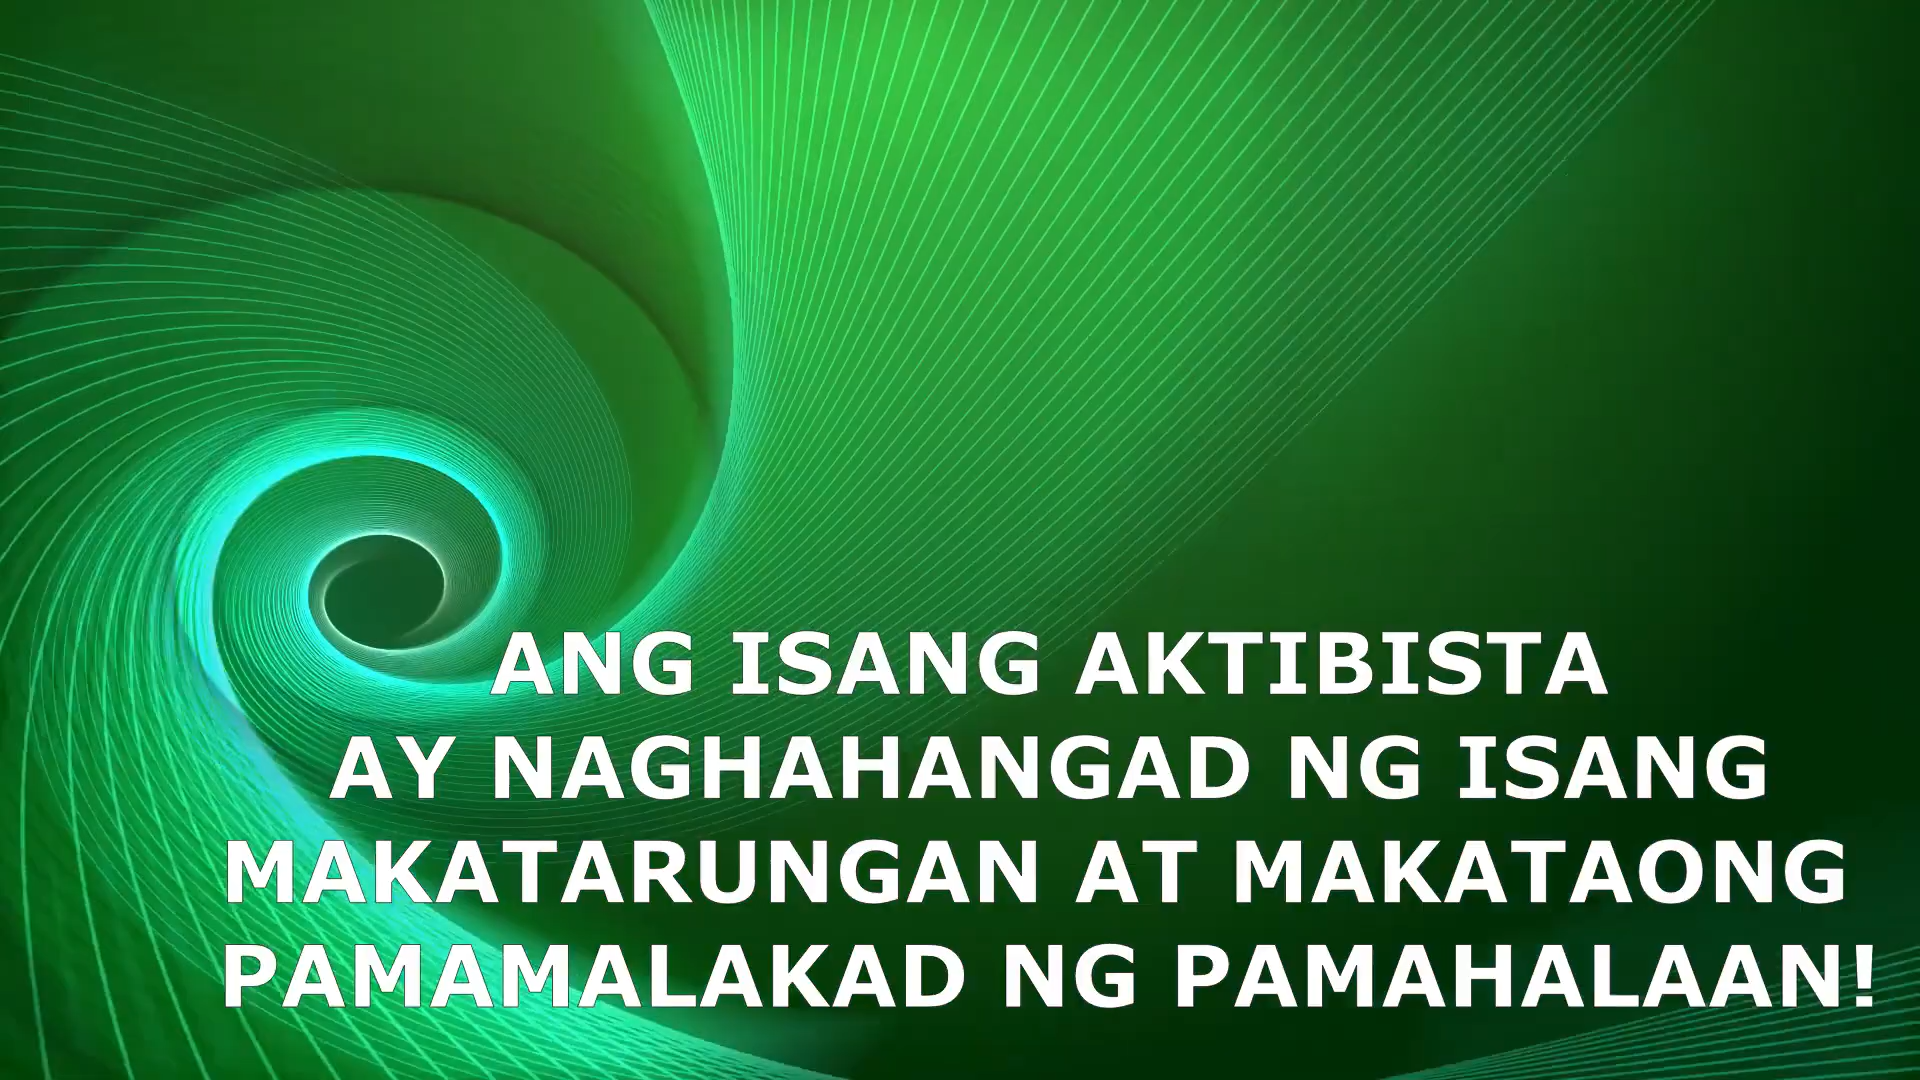 ANG ISANG AKTIBISTA
AY NAGHAHANGAD NG ISANG
MAKATARUNGAN AT MAKATAONG
PAMAMALAKAD NG PAMAHALAAN!